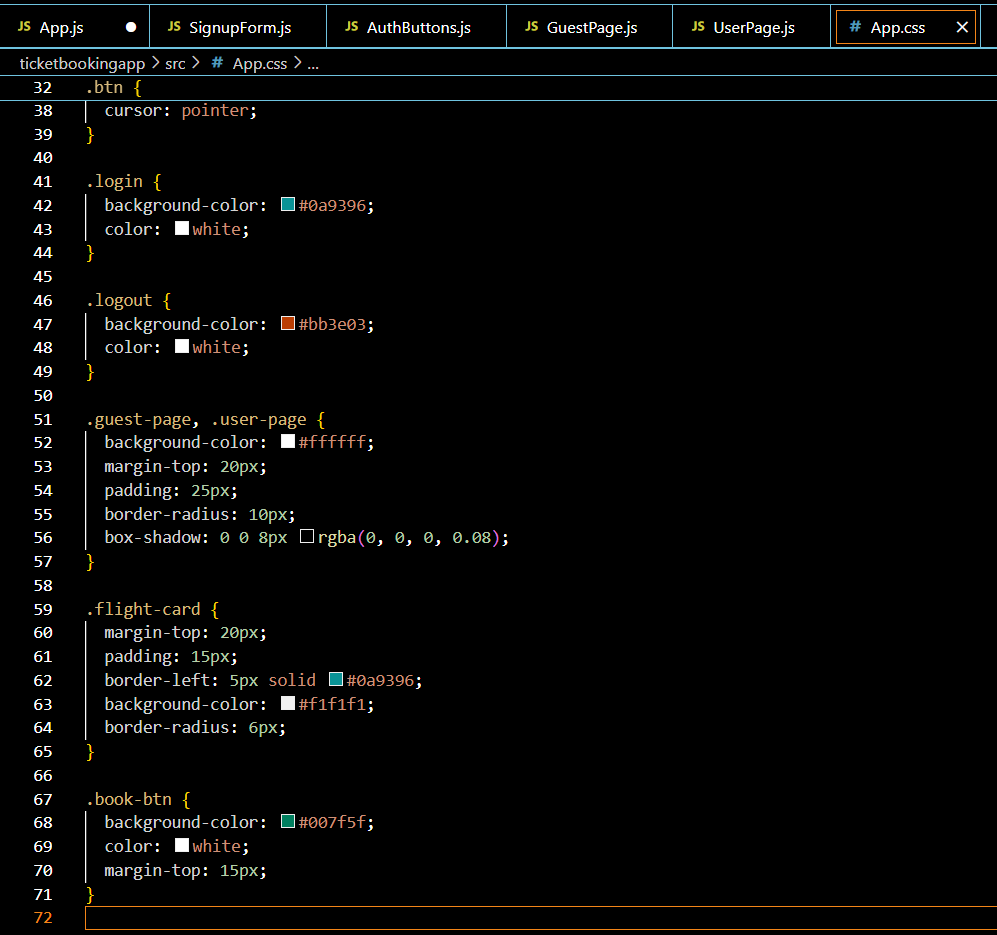 JS App.js ● JS SignupForm.js JS AuthButtons.js JS GuestPage.js JS UserPage.js # App.css ×
ticketbookingapp > src > # App.css > ...
32 .btn {
38 cursor: pointer;
39 }
40
41 .login {
42 background-color: #0a9396;
43 color: white;
44 }
45
46 .logout {
47 background-color: #bb3e03;
48 color: white;
49 }
50
51 .guest-page, .user-page {
52 background-color: #ffffff;
53 margin-top: 20px;
54 padding: 25px;
55 border-radius: 10px;
56 box-shadow: 0 0 8px rgba(0, 0, 0, 0.08);
57 }
58
59 .flight-card {
60 margin-top: 20px;
61 padding: 15px;
62 border-left: 5px solid #0a9396;
63 background-color: #f1f1f1;
64 border-radius: 6px;
65 }
66
67 .book-btn {
68 background-color: #007f5f;
69 color: white;
70 margin-top: 15px;
71 }
72